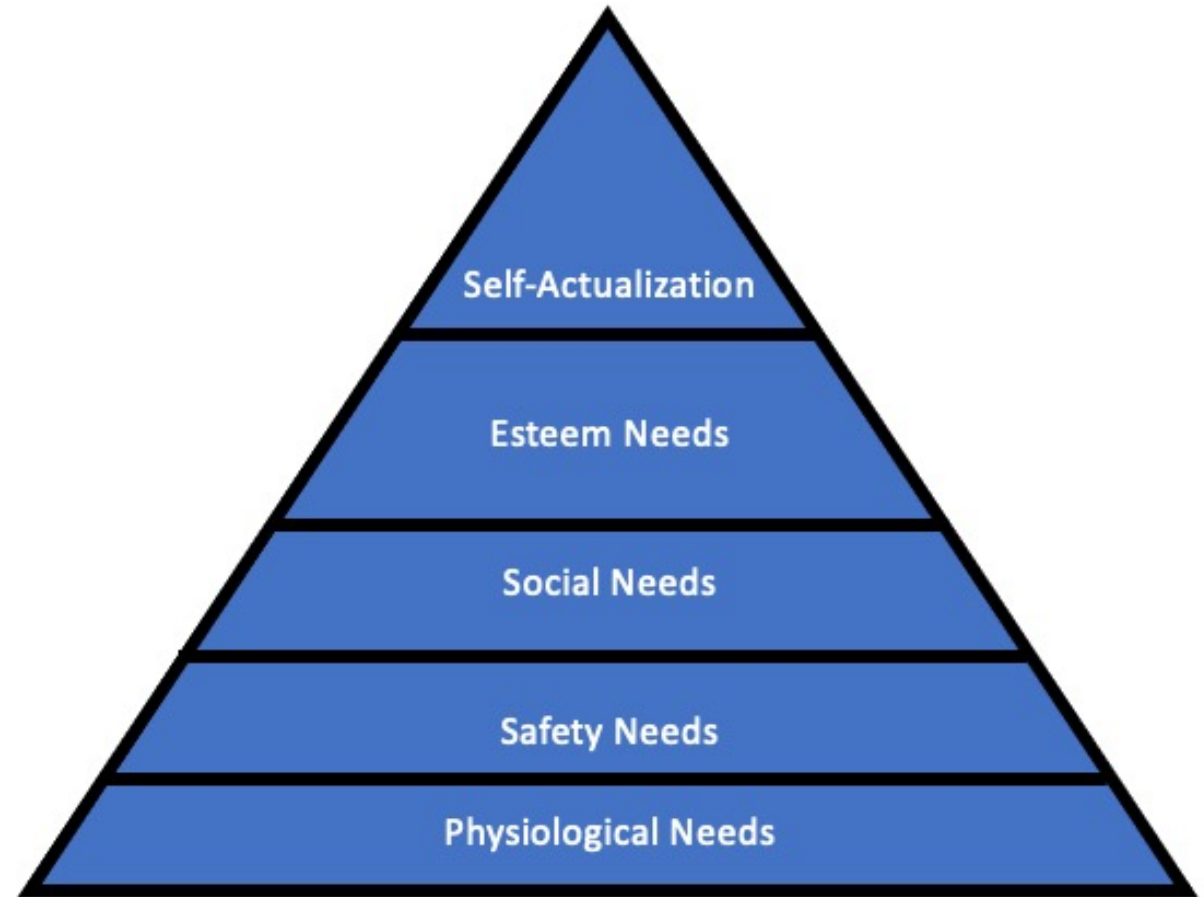 Self-Actualization
Esteem Needs
Social Needs
Safety Needs
Physiological Needs